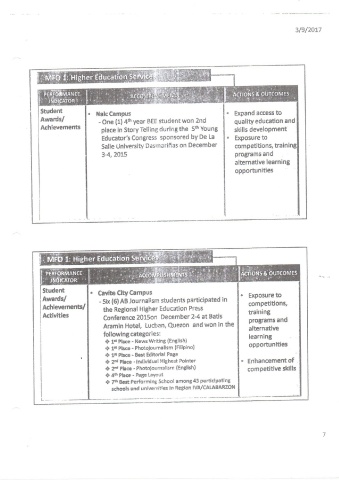 3/9/2017
MFO 1: Higher Education Services
PERFORMANCE INDICATOR
ACCOMPLISHMENTS
ACTIONS & OUTCOMES
Student Awards/ Achievements
• Naic Campus
- One (1) 4th year BEE student won 2nd
place in Story Telling during the 5th Young
Educator's Congress sponsored by De La
Salle University Dasmariñas on December
3-4, 2015
• Expand access to
quality education and
skills development
• Exposure to
competitions, training
programs and
alternative learning
opportunities
MFO 1: Higher Education Services
PERFORMANCE INDICATOR
ACCOMPLISHMENTS
ACTIONS & OUTCOMES
Student
Awards/
Achievements/
Activities
• Cavite City Campus
- Six (6) AB Journalism students participated in
the Regional Higher Education Press
Conference 2015on December 2-4 at Batis
Aramin Hotel, Lucban, Quezon and won in the
following categories:
❖ 1st Place - News Writing (English)
❖ 1st Place - Photojournalism (Filipino)
❖ 1st Place - Best Editorial Page
❖ 2nd Place - Individual Highest Pointer
❖ 2nd Place - Photojournalism (English)
❖ 4th Place - Page Layout
❖ 7th Best Performing School among 43 participating
schools and universities in Region IVA/CALABARZON
• Exposure to
competitions,
training
programs and
alternative
learning
opportunities
• Enhancement of
competitive skills
7